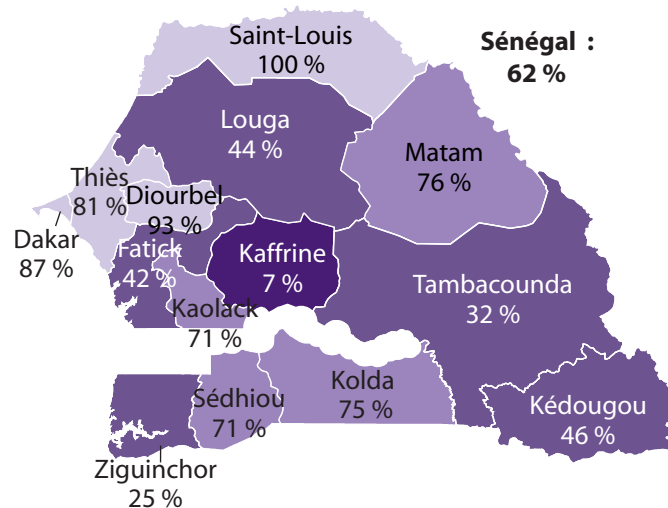 Saint-Louis
100 %
Sénégal :
62 %
Louga
44 %
Matam
76 %
Thiès
81 %
Diourbel
93 %
Dakar
87 %
Fatick
42 %
Kaffrine
7 %
Tambacounda
32 %
Kaolack
71 %
Kolda
75 %
Sédhiou
71 %
Kédougou
46 %
Ziguinchor
25 %